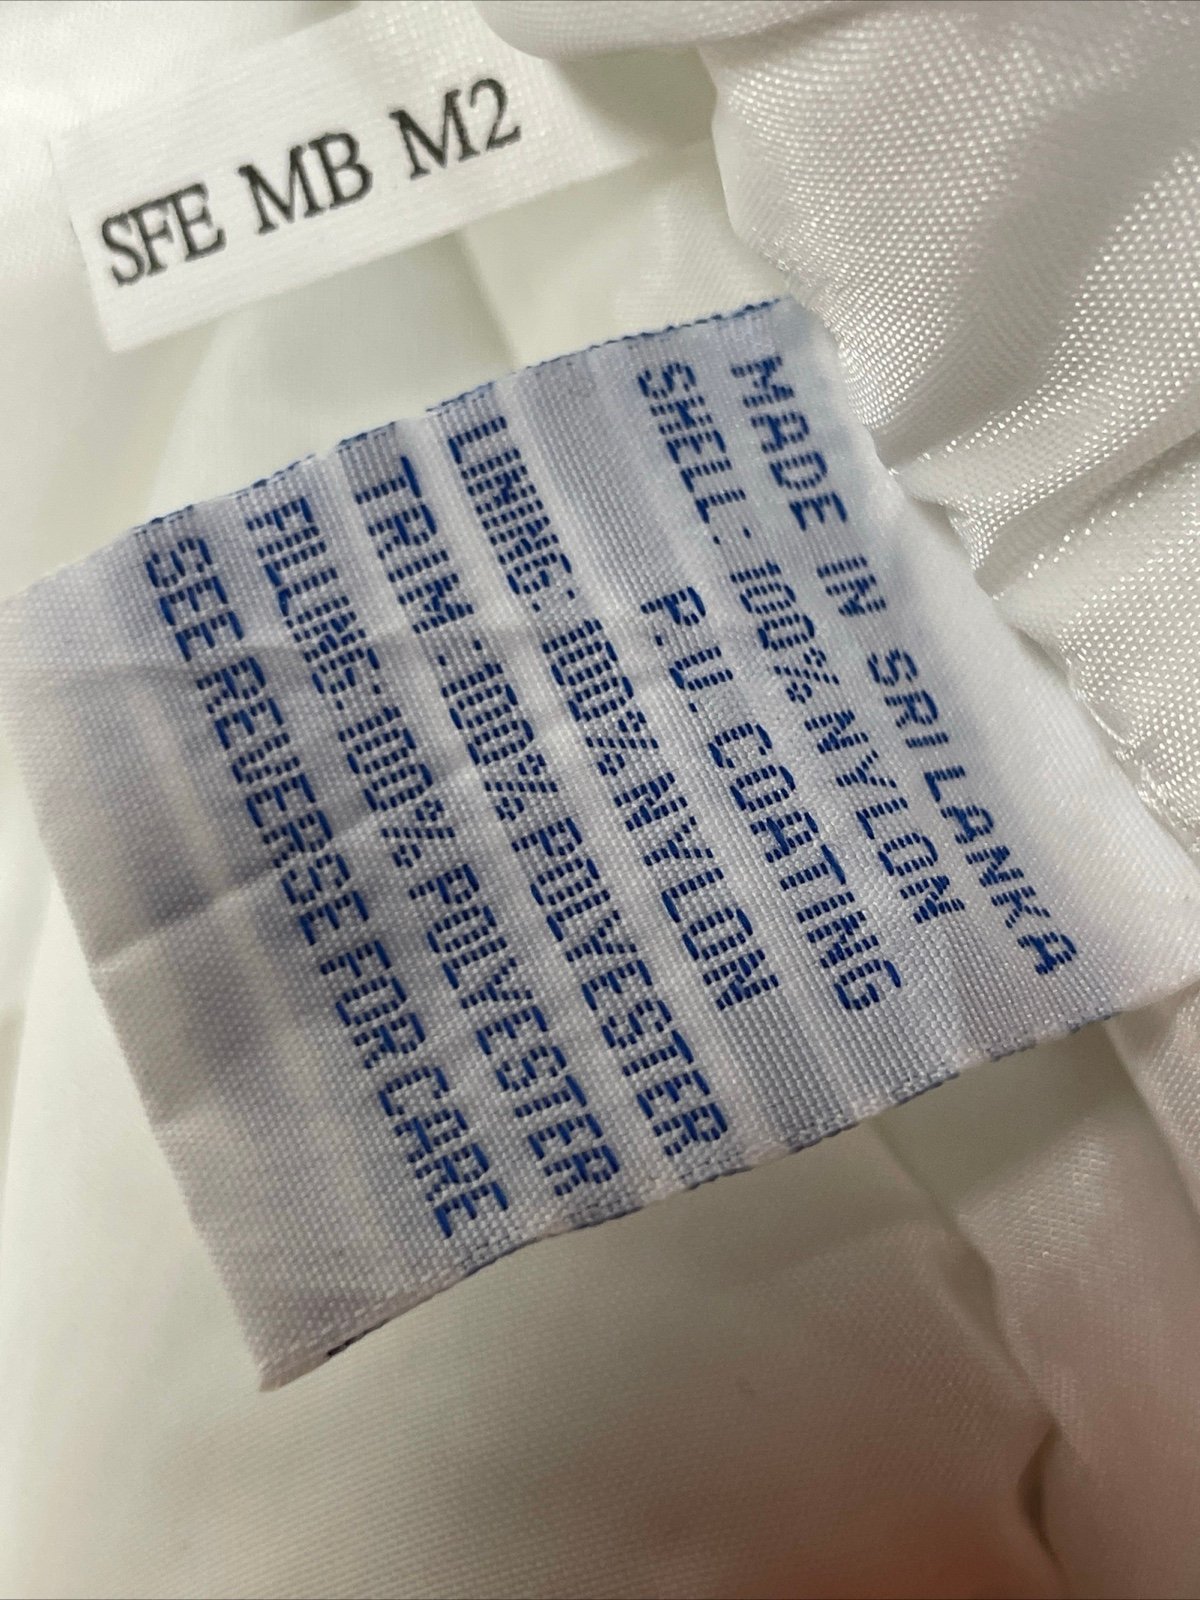 SFE MB M2
MADE IN SRI LANKA
SHELL: 100% NYLON
P.U. COATING
LINING: 100% NYLON
TRIM: 100% POLYESTER
FILLING: 100% POLYESTER
SEE REVERSE FOR CARE